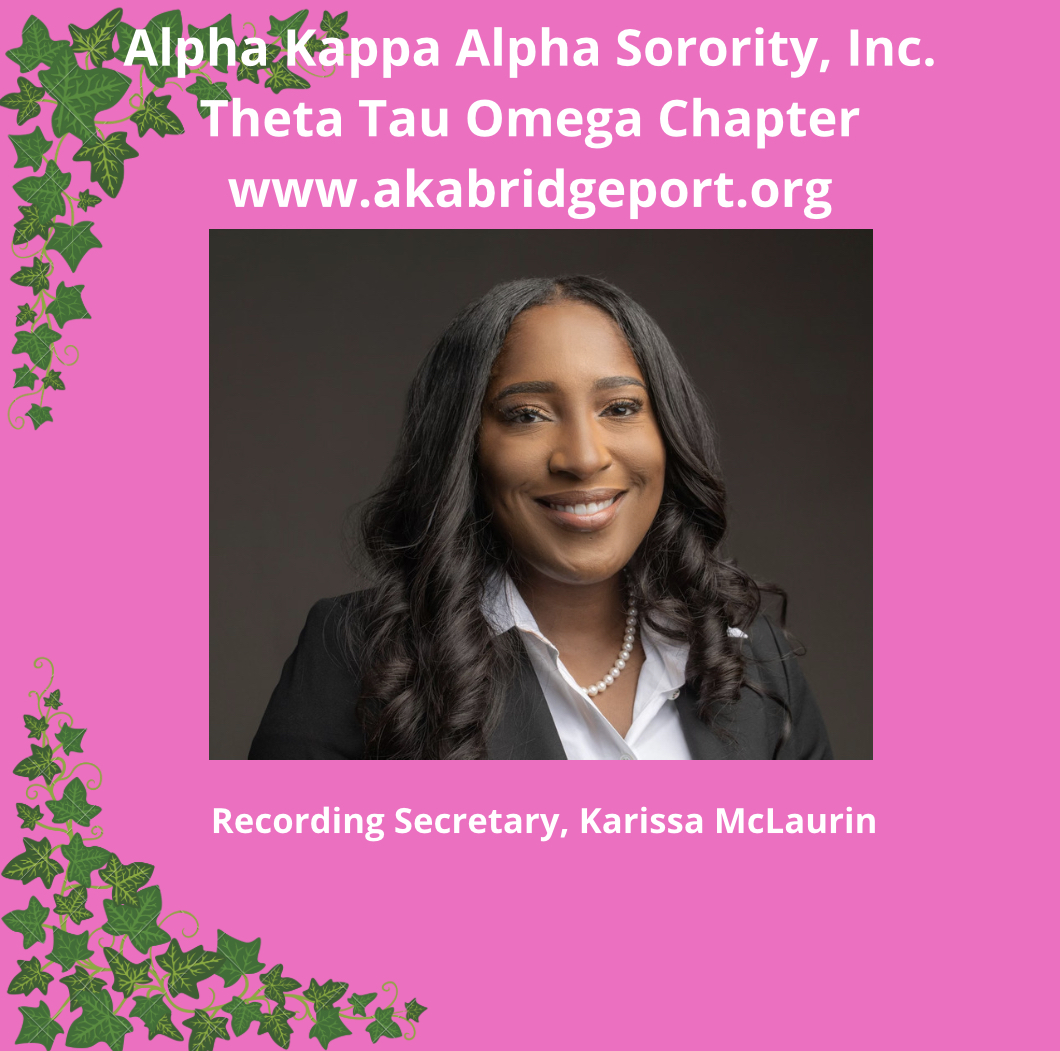 Alpha Kappa Alpha Sorority, Inc.
Theta Tau Omega Chapter
www.akabridgeport.org
Recording Secretary, Karissa McLaurin